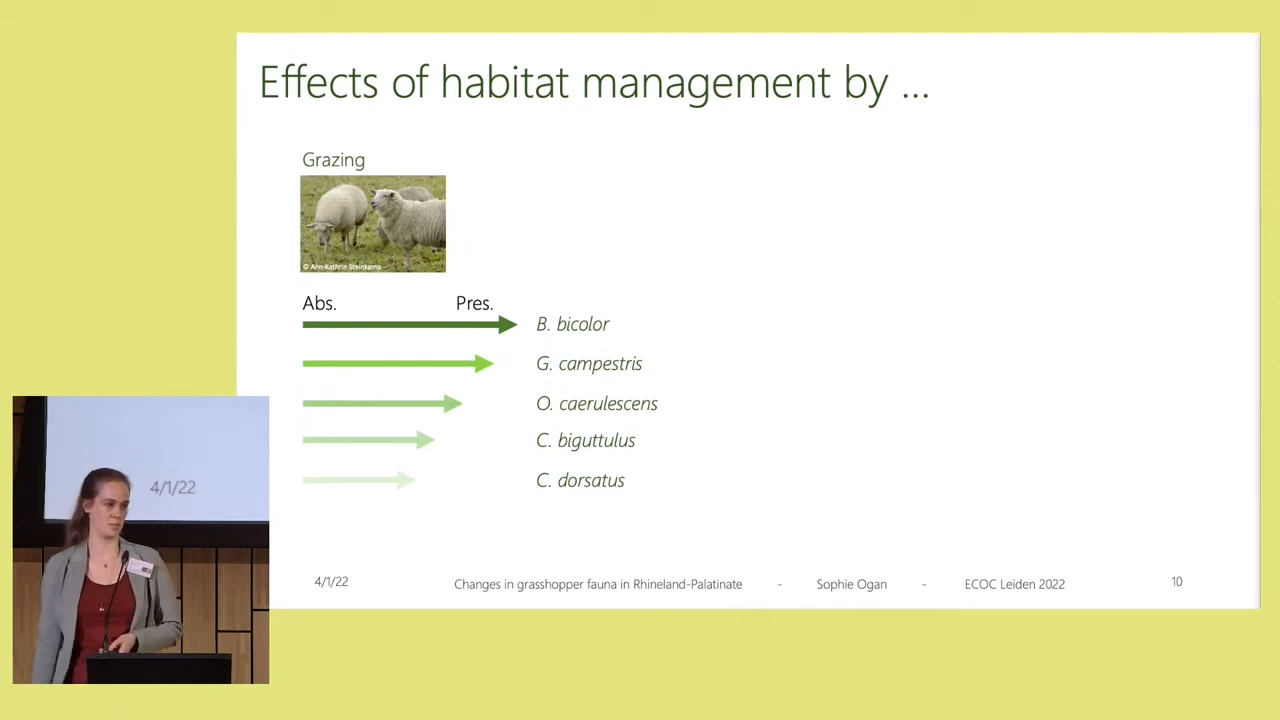 Effects of habitat management by ...
Grazing
© Ann-Kathrin Steinkamp
Abs. Pres.
B. bicolor
G. campestris
O. caerulescens
C. biguttulus
C. dorsatus
4/1/22
4/1/22 Changes in grasshopper fauna in Rhineland-Palatinate - Sophie Ogan - ECOC Leiden 2022 10